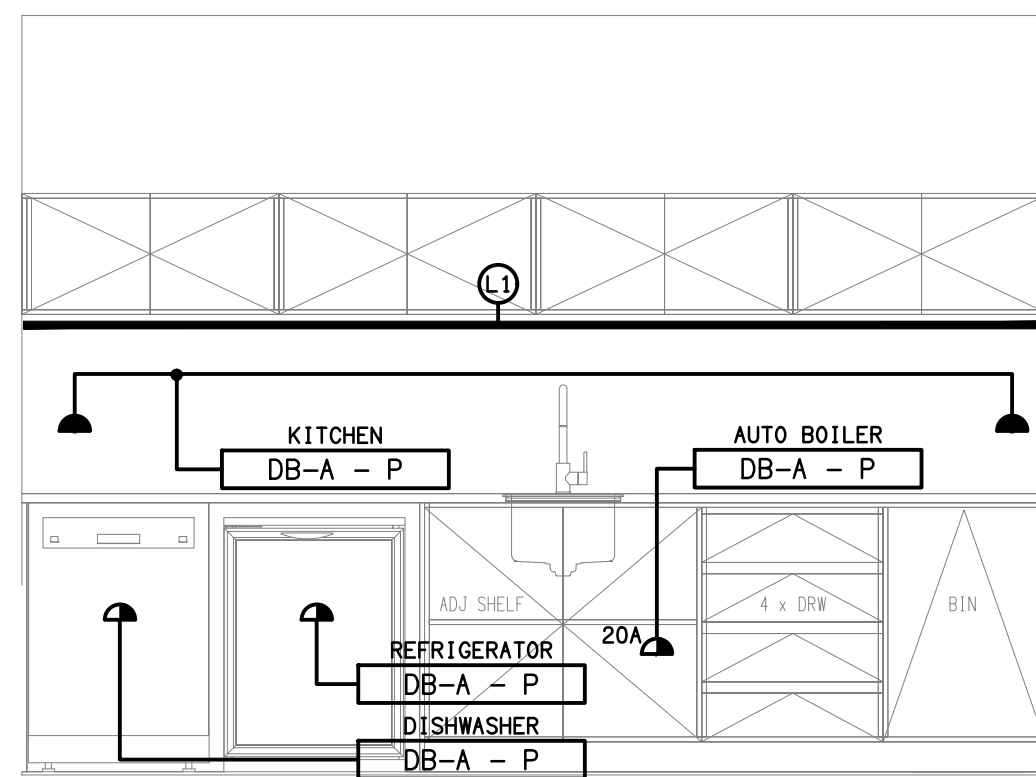 L1
KITCHEN
DB-A - P
AUTO BOILER
DB-A - P
ADJ SHELF
4 x DRW
BIN
20A
REFRIGERATOR
DB-A - P
DISHWASHER
DB-A - P